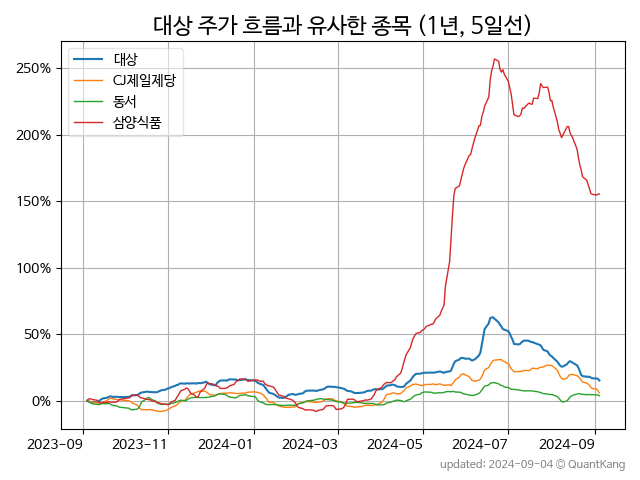 대상 주가 흐름과 유사한 종목 (1년, 5일선)
대상
CJ제일제당
동서
삼양식품
250%
200%
150%
100%
50%
0%
2023-09
2023-11
2024-01
2024-03
2024-05
2024-07
2024-09
updated: 2024-09-04 © QuantKang